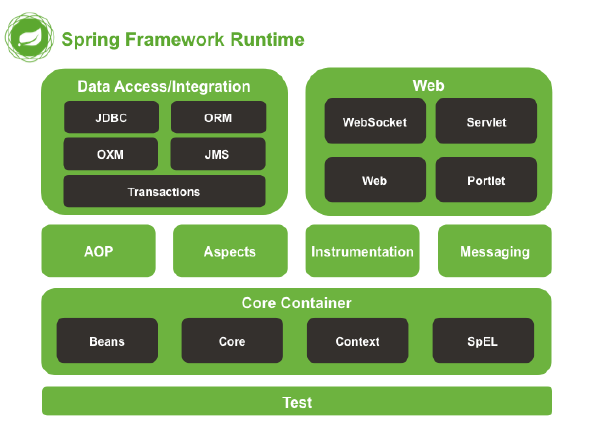 Spring Framework Runtime
Data Access/Integration
JDBC
ORM
OXM
JMS
Transactions
Web
WebSocket
Servlet
Web
Portlet
AOP
Aspects
Instrumentation
Messaging
Core Container
Beans
Core
Context
SpEL
Test